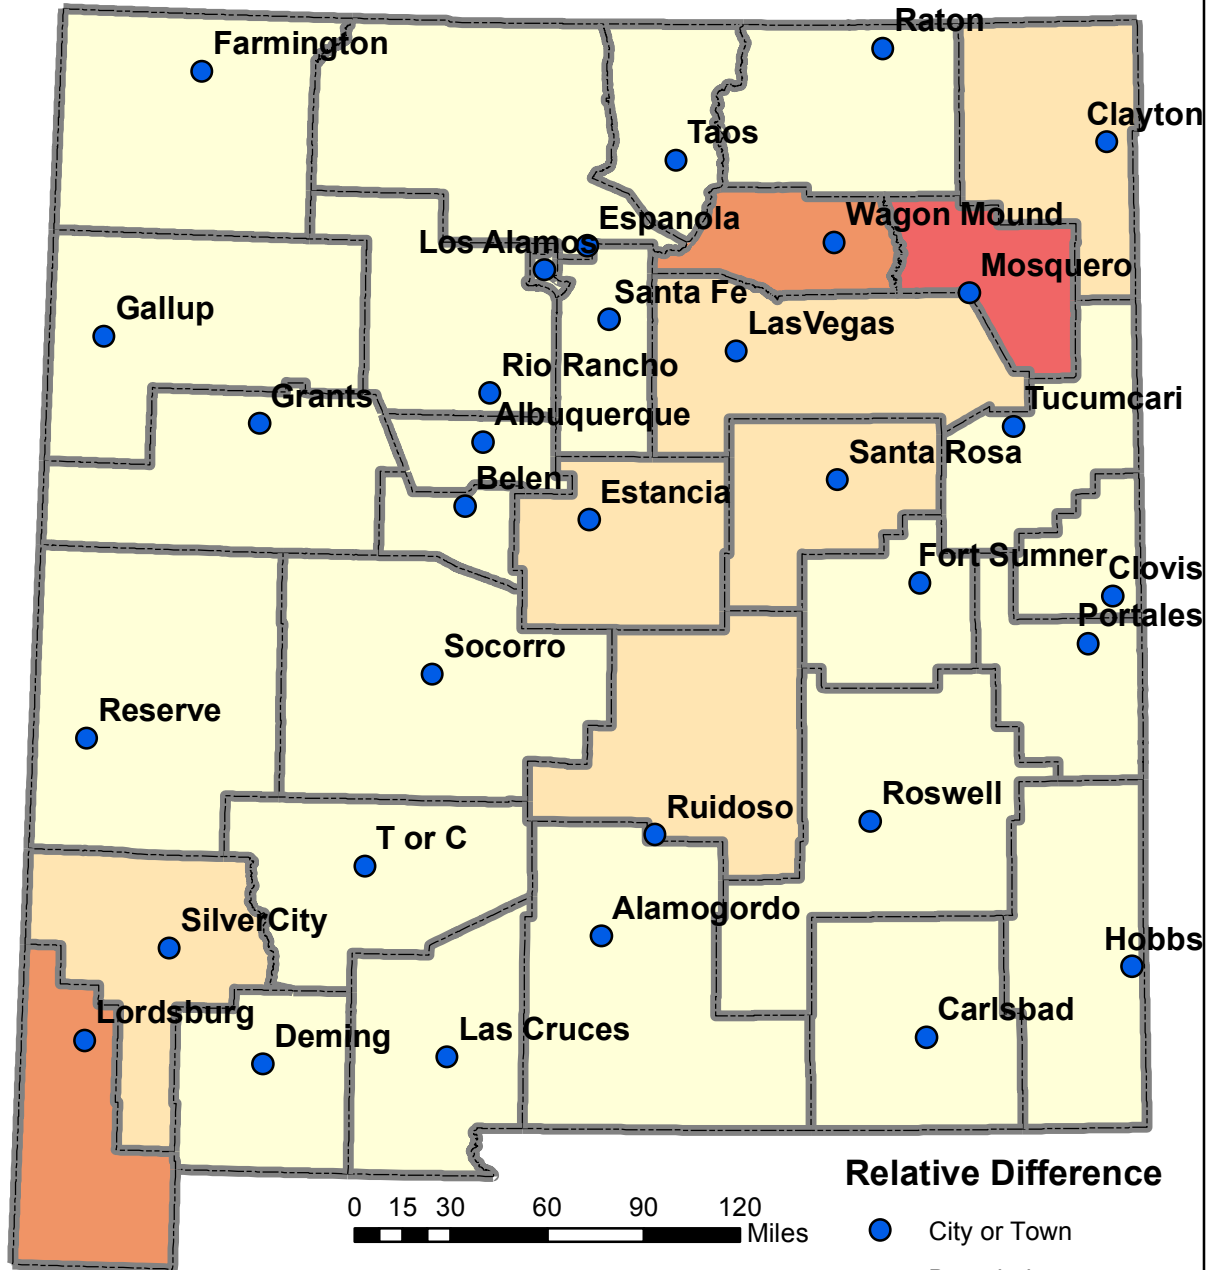 Raton
Farmington
Clayton
Taos
Espanola
Wagon Mound
Los Alamos
Mosquero
Santa Fe
Gallup
LasVegas
Rio Rancho
Grants
Tucumcari
Albuquerque
Santa Rosa
Belen
Estancia
Fort Sumner
Clovis
Portales
Socorro
Reserve
Roswell
Ruidoso
T or C
Alamogordo
SilverCity
Hobbs
Lordsburg
Carlsbad
Las Cruces
Deming
Relative Difference
0 15 30 60 90 120
Miles
City or Town